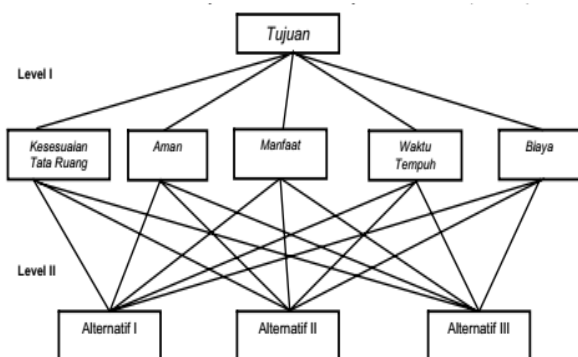 Tujuan
Level I
Kesesuaian
Tata Ruang
Aman
Manfaat
Waktu
Tempuh
Biaya
Level II
Alternatif I
Alternatif II
Alternatif III